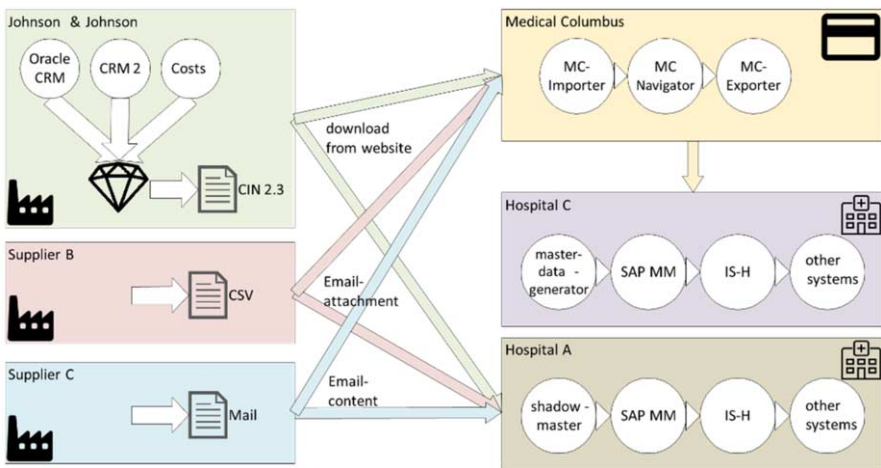 Johnson & Johnson
Oracle
CRM
CRM 2
Costs
CIN 2.3
Supplier B
CSV
Supplier C
Mail
download
from website
Email-
attachment
Email-
content
Medical Columbus
MC-
Importer
MC
Navigator
MC-
Exporter
Hospital C
master-
data -
generator
SAP MM
IS-H
other
systems
Hospital A
shadow -
master
SAP MM
IS-H
other
systems